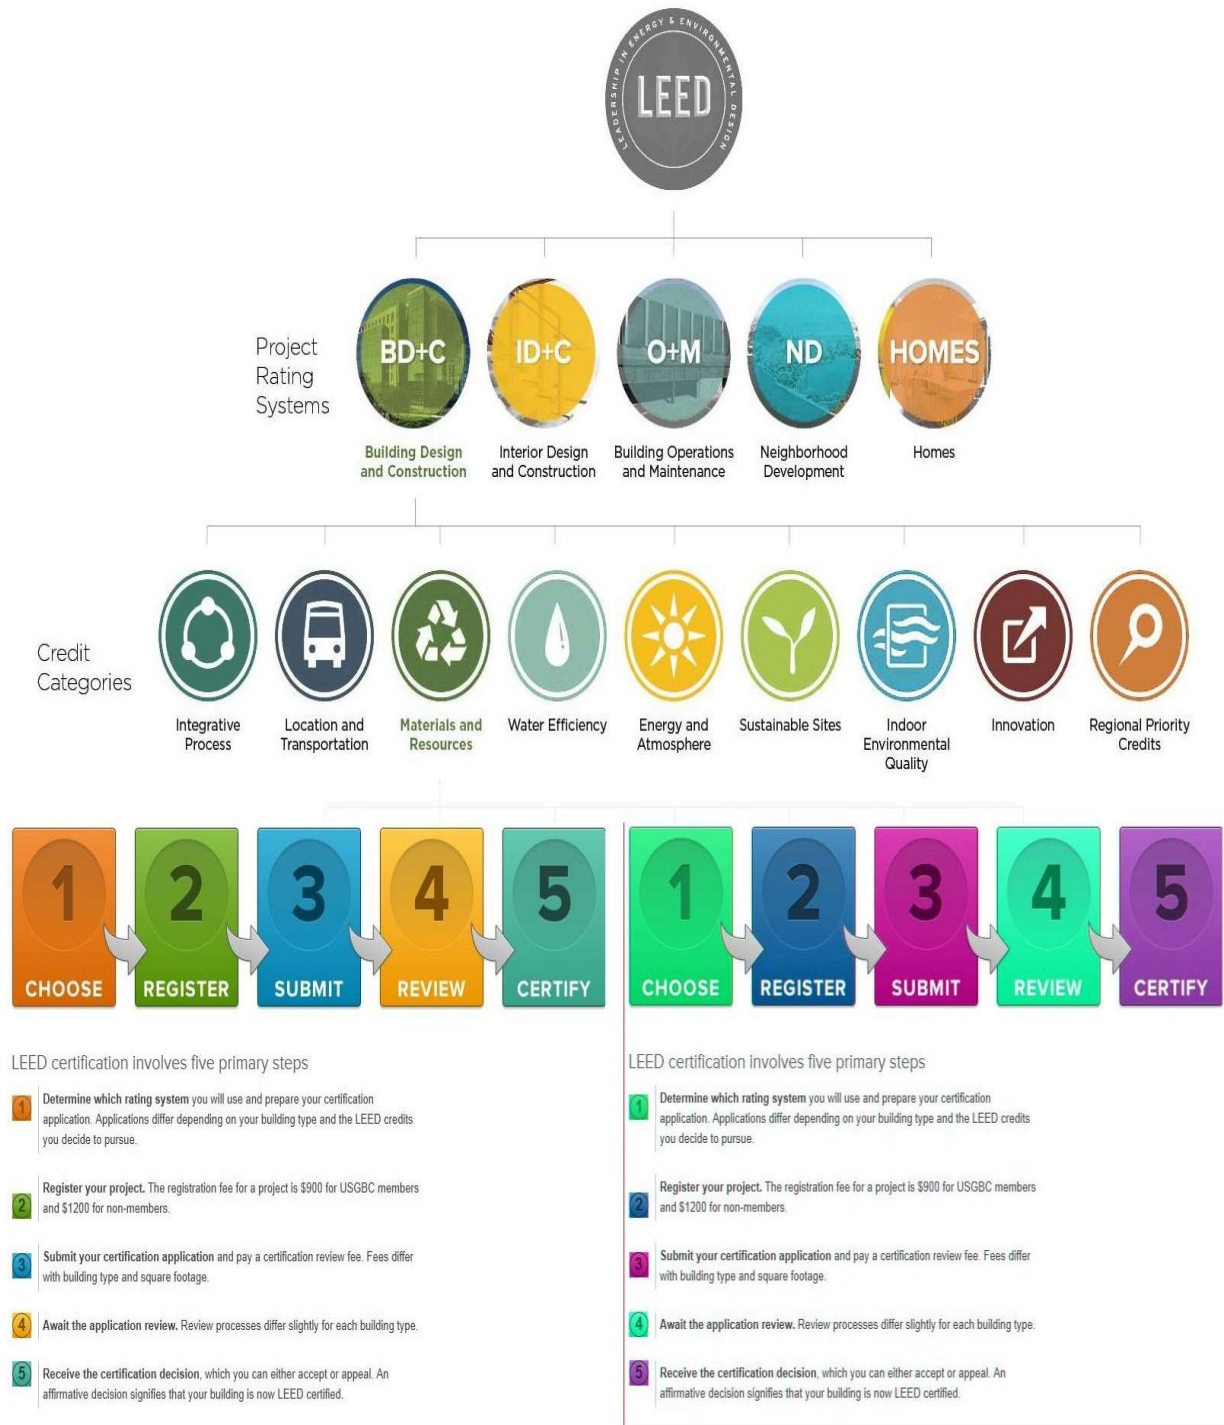 LEADERSHIP IN ENERGY & ENVIRONMENTAL DESIGN
LEED
Project
Rating
Systems
BD+C
ID+C
O+M
ND
HOMES
Building Design
and Construction
Interior Design
and Construction
Building Operations
and Maintenance
Neighborhood
Development
Homes
Credit
Categories
Integrative
Process
Location and
Transportation
Materials and
Resources
Water Efficiency
Energy and
Atmosphere
Sustainable Sites
Indoor
Environmental
Quality
Innovation
Regional Priority
Credits
1
CHOOSE
2
REGISTER
3
SUBMIT
4
REVIEW
5
CERTIFY
LEED certification involves five primary steps
1
Determine which rating system you will use and prepare your certification
application. Applications differ depending on your building type and the LEED credits
you decide to pursue.
2
Register your project. The registration fee for a project is $900 for USGBC members
and $1200 for non-members.
3
Submit your certification application and pay a certification review fee. Fees differ
with building type and square footage.
4
Await the application review. Review processes differ slightly for each building type.
5
Receive the certification decision, which you can either accept or appeal. An
affirmative decision signifies that your building is now LEED certified.
1
CHOOSE
2
REGISTER
3
SUBMIT
4
REVIEW
5
CERTIFY
LEED certification involves five primary steps
1
Determine which rating system you will use and prepare your certification
application. Applications differ depending on your building type and the LEED credits
you decide to pursue.
2
Register your project. The registration fee for a project is $900 for USGBC members
and $1200 for non-members.
3
Submit your certification application and pay a certification review fee. Fees differ
with building type and square footage.
4
Await the application review. Review processes differ slightly for each building type.
5
Receive the certification decision, which you can either accept or appeal. An
affirmative decision signifies that your building is now LEED certified.